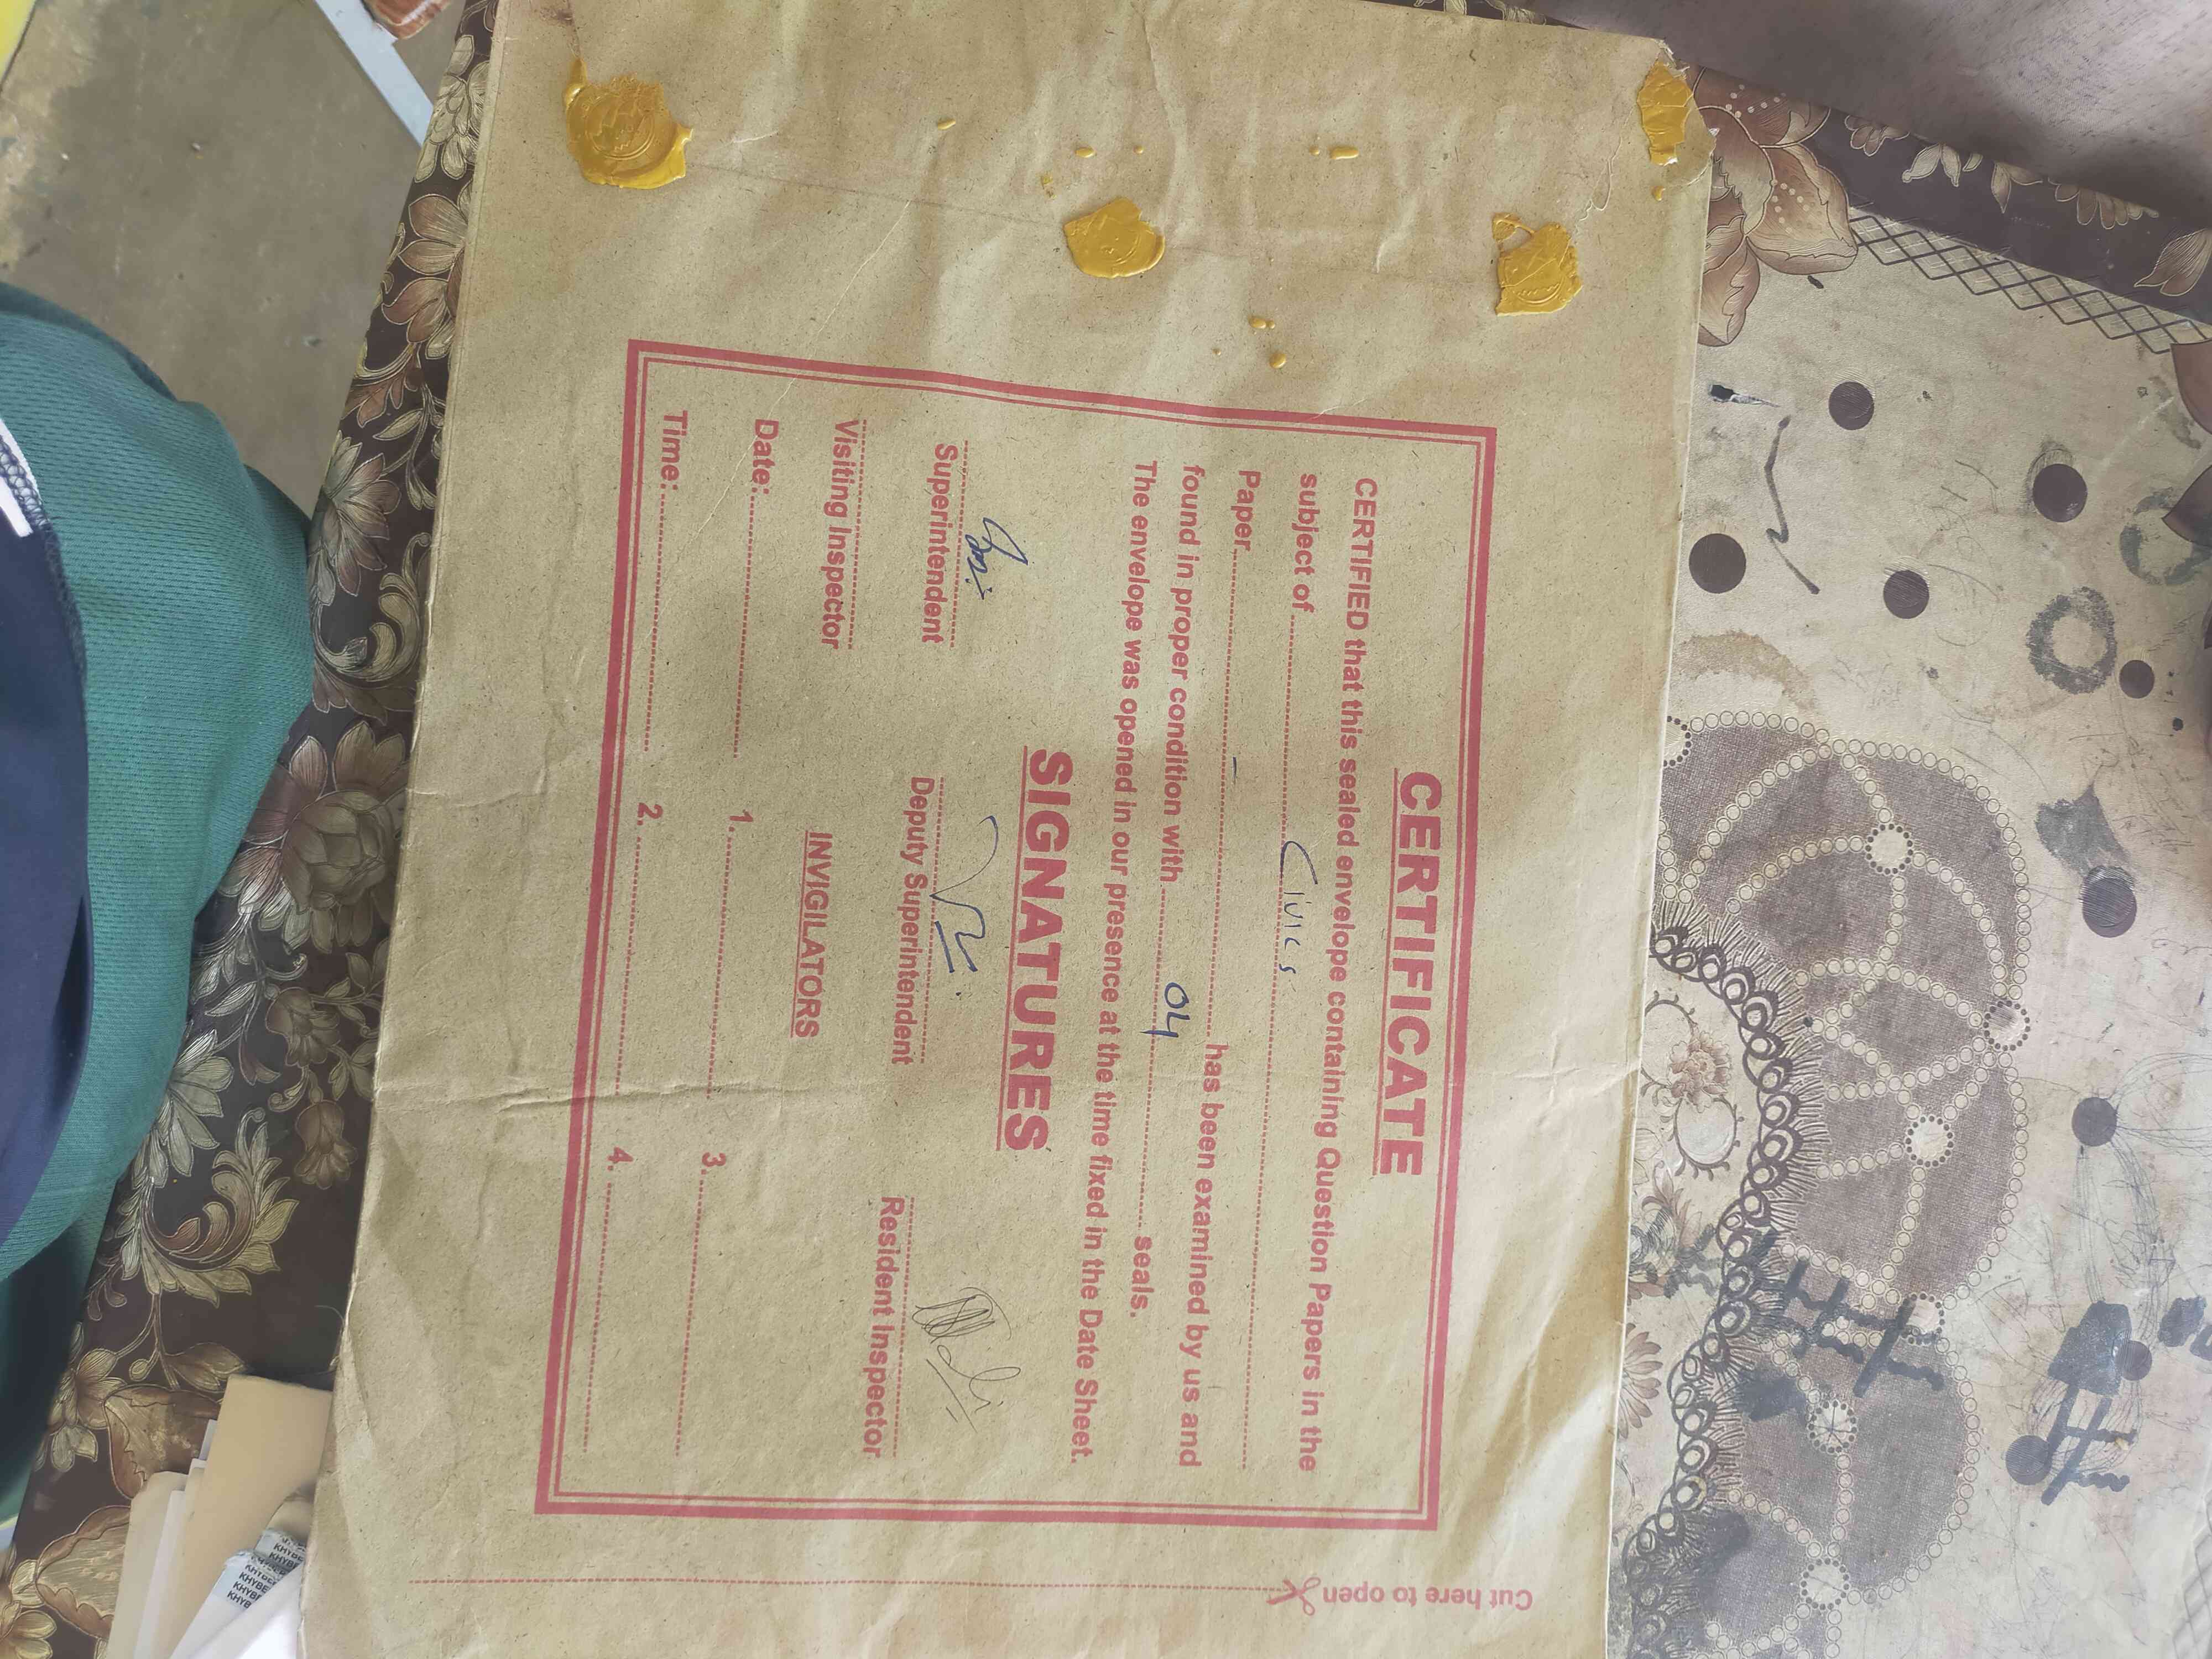 CERTIFICATE
CERTIFIED that this sealed envelope containing Question Papers in the
subject of Civics
Paper - has been examined by us and
found in proper condition with 04 seals.
The envelope was opened in our presence at the time fixed in the Date Sheet.
SIGNATURES
Superintendent Deputy Superintendent Resident Inspector
Visiting Inspector
INVIGILATORS
Date: 1. 3.
Time: 2. 4.
Cut here to open